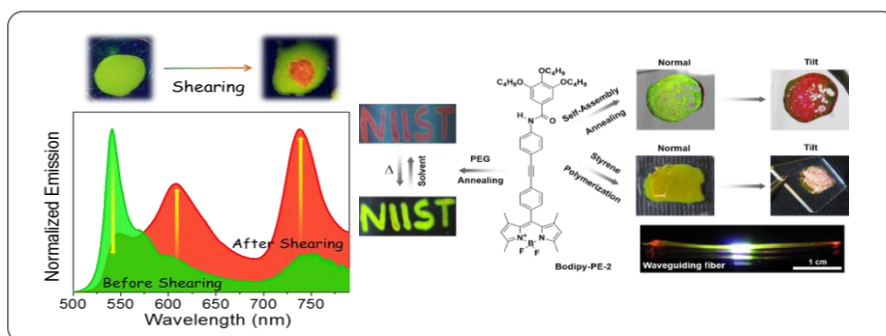 Shearing
Normalized Emission
After Shearing
Before Shearing
500 550 600 650 700 750
Wavelength (nm)
NIIST
Δ
Solvent
NIIST
PEG
Annealing
OC₄H₉
C₄H₉O
OC₄H₉
O
N
H
N
N
B
F
F
Bodipy-PE-2
Self-Assembly
Annealing
Styrene
Polymerization
Normal
Tilt
Normal
Tilt
Waveguiding fiber
1 cm